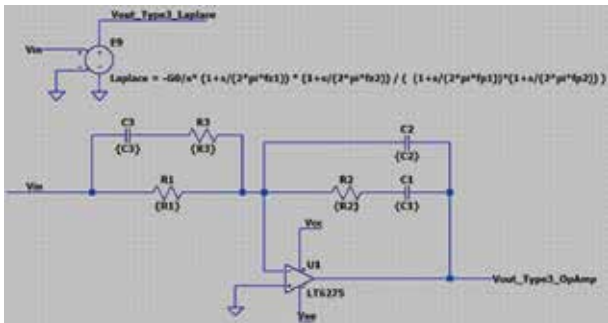 Vout_Type3_Laplace
E9
Vin
Laplace = -G0/s* (1+s/(2*pi*fz1)) * (1+s/(2*pi*fz2)) / ( (1+s/(2*pi*fp1))*(1+s/(2*pi*fp2)) )
C3
{C3}
R3
{R3}
C2
{C2}
R1
{R1}
R2
{R2}
C1
{C1}
Vin
Vcc
U1
LT6275
Vee
Vout_Type3_OpAmp